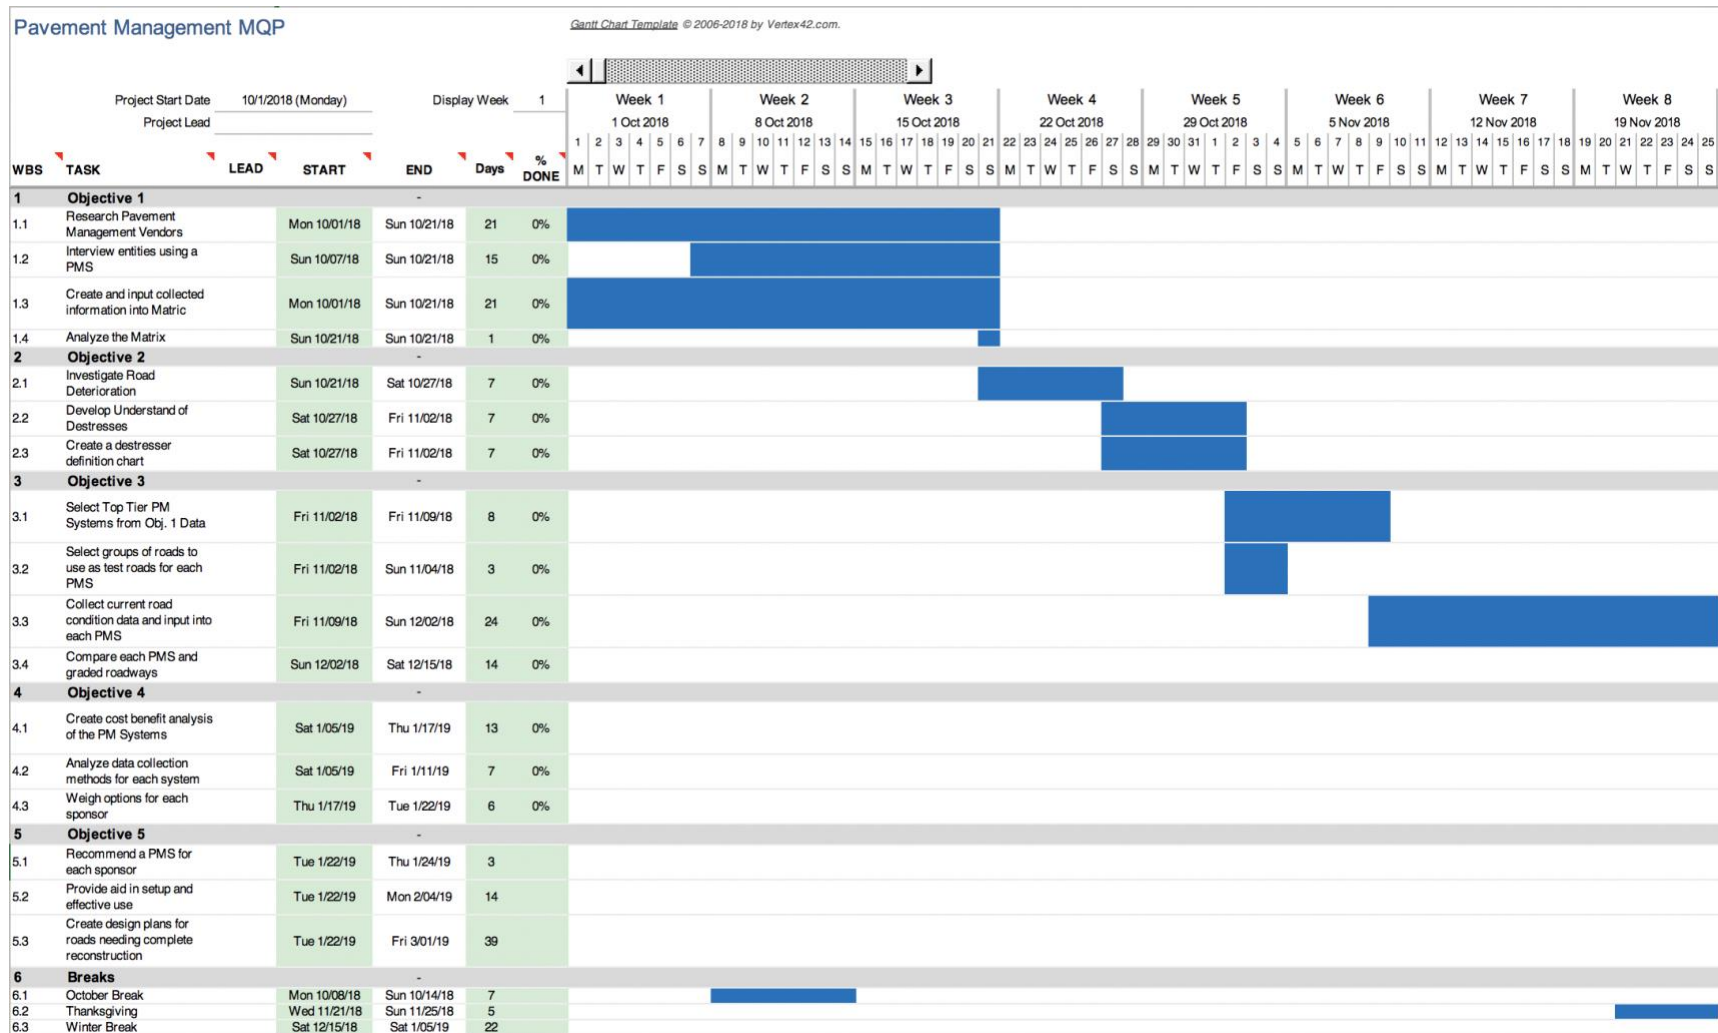 Pavement Management MQP
Gantt Chart Template © 2006-2018 by Vertex42.com.
Project Start Date 10/1/2018 (Monday) Display Week 1 Week 1 Week 2 Week 3 Week 4 Week 5 Week 6 Week 7 Week 8
Project Lead 1 Oct 2018 8 Oct 2018 15 Oct 2018 22 Oct 2018 29 Oct 2018 5 Nov 2018 12 Nov 2018 19 Nov 2018
1 2 3 4 5 6 7 8 9 10 11 12 13 14 15 16 17 18 19 20 21 22 23 24 25 26 27 28 29 30 31 1 2 3 4 5 6 7 8 9 10 11 12 13 14 15 16 17 18 19 20 21 22 23 24 25
WBS TASK LEAD START END Days % DONE M T W T F S S M T W T F S S M T W T F S S M T W T F S S M T W T F S S M T W T F S S M T W T F S S M T W T F S S
1 Objective 1 -
1.1 Research Pavement Management Vendors Mon 10/01/18 Sun 10/21/18 21 0%
1.2 Interview entities using a PMS Sun 10/07/18 Sun 10/21/18 15 0%
1.3 Create and input collected information into Matric Mon 10/01/18 Sun 10/21/18 21 0%
1.4 Analyze the Matrix Sun 10/21/18 Sun 10/21/18 1 0%
2 Objective 2 -
2.1 Investigate Road Deterioration Sun 10/21/18 Sat 10/27/18 7 0%
2.2 Develop Understand of Destresses Sat 10/27/18 Fri 11/02/18 7 0%
2.3 Create a destresser definition chart Sat 10/27/18 Fri 11/02/18 7 0%
3 Objective 3 -
3.1 Select Top Tier PM Systems from Obj. 1 Data Fri 11/02/18 Fri 11/09/18 8 0%
3.2 Select groups of roads to use as test roads for each PMS Fri 11/02/18 Sun 11/04/18 3 0%
3.3 Collect current road condition data and input into each PMS Fri 11/09/18 Sun 12/02/18 24 0%
3.4 Compare each PMS and graded roadways Sun 12/02/18 Sat 12/15/18 14 0%
4 Objective 4 -
4.1 Create cost benefit analysis of the PM Systems Sat 1/05/19 Thu 1/17/19 13 0%
4.2 Analyze data collection methods for each system Sat 1/05/19 Fri 1/11/19 7 0%
4.3 Weigh options for each sponsor Thu 1/17/19 Tue 1/22/19 6 0%
5 Objective 5 -
5.1 Recommend a PMS for each sponsor Tue 1/22/19 Thu 1/24/19 3
5.2 Provide aid in setup and effective use Tue 1/22/19 Mon 2/04/19 14
5.3 Create design plans for roads needing complete reconstruction Tue 1/22/19 Fri 3/01/19 39
6 Breaks -
6.1 October Break Mon 10/08/18 Sun 10/14/18 7
6.2 Thanksgiving Wed 11/21/18 Sun 11/25/18 5
6.3 Winter Break Sat 12/15/18 Sat 1/05/19 22